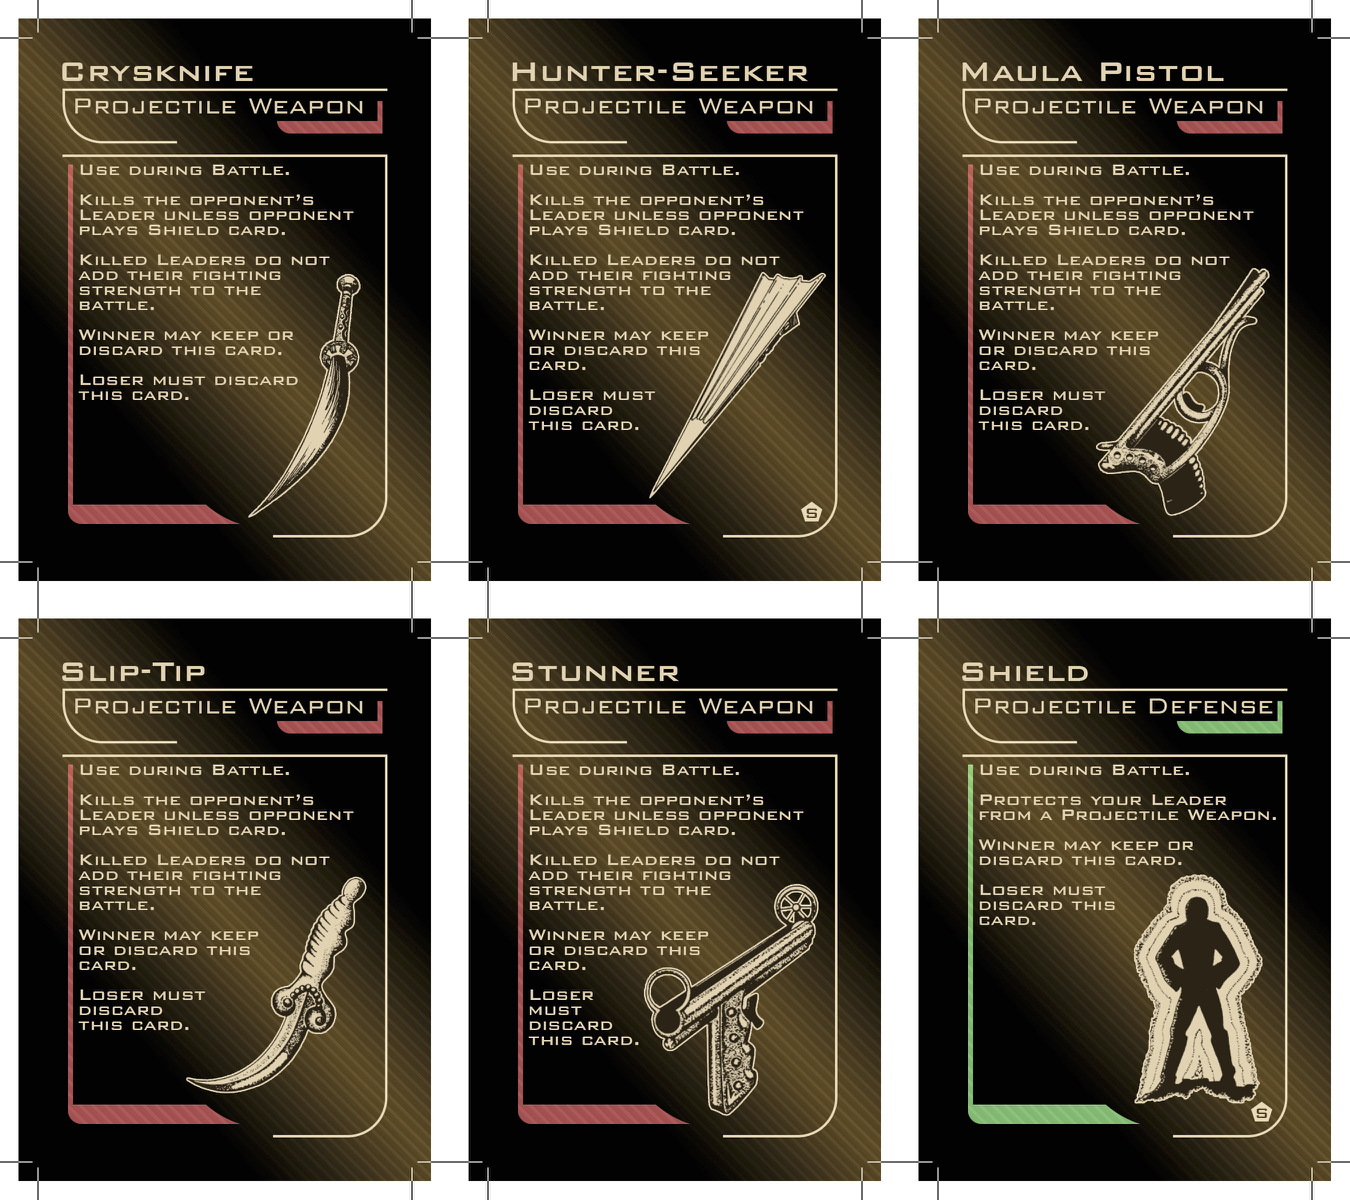 Crysknife
Projectile Weapon
Use during Battle.
Kills the opponent's
Leader unless opponent
plays Shield card.
Killed Leaders do not
add their fighting
strength to the
battle.
Winner may keep or
discard this card.
Loser must discard
this card.
Hunter-Seeker
Projectile Weapon
Use during Battle.
Kills the opponent's
Leader unless opponent
plays Shield card.
Killed Leaders do not
add their fighting
strength to the
battle.
Winner may keep
or discard this
card.
Loser must
discard
this card.
S
Maula Pistol
Projectile Weapon
Use during Battle.
Kills the opponent's
Leader unless opponent
plays Shield card.
Killed Leaders do not
add their fighting
strength to the
battle.
Winner may keep
or discard this
card.
Loser must
discard
this card.
Slip-Tip
Projectile Weapon
Use during Battle.
Kills the opponent's
Leader unless opponent
plays Shield card.
Killed Leaders do not
add their fighting
strength to the
battle.
Winner may keep
or discard this
card.
Loser must
discard
this card.
Stunner
Projectile Weapon
Use during Battle.
Kills the opponent's
Leader unless opponent
plays Shield card.
Killed Leaders do not
add their fighting
strength to the
battle.
Winner may keep
or discard this
card.
Loser
must
discard
this card.
Shield
Projectile Defense
Use during Battle.
Protects your Leader
from a Projectile Weapon.
Winner may keep or
discard this card.
Loser must
discard this
card.
S